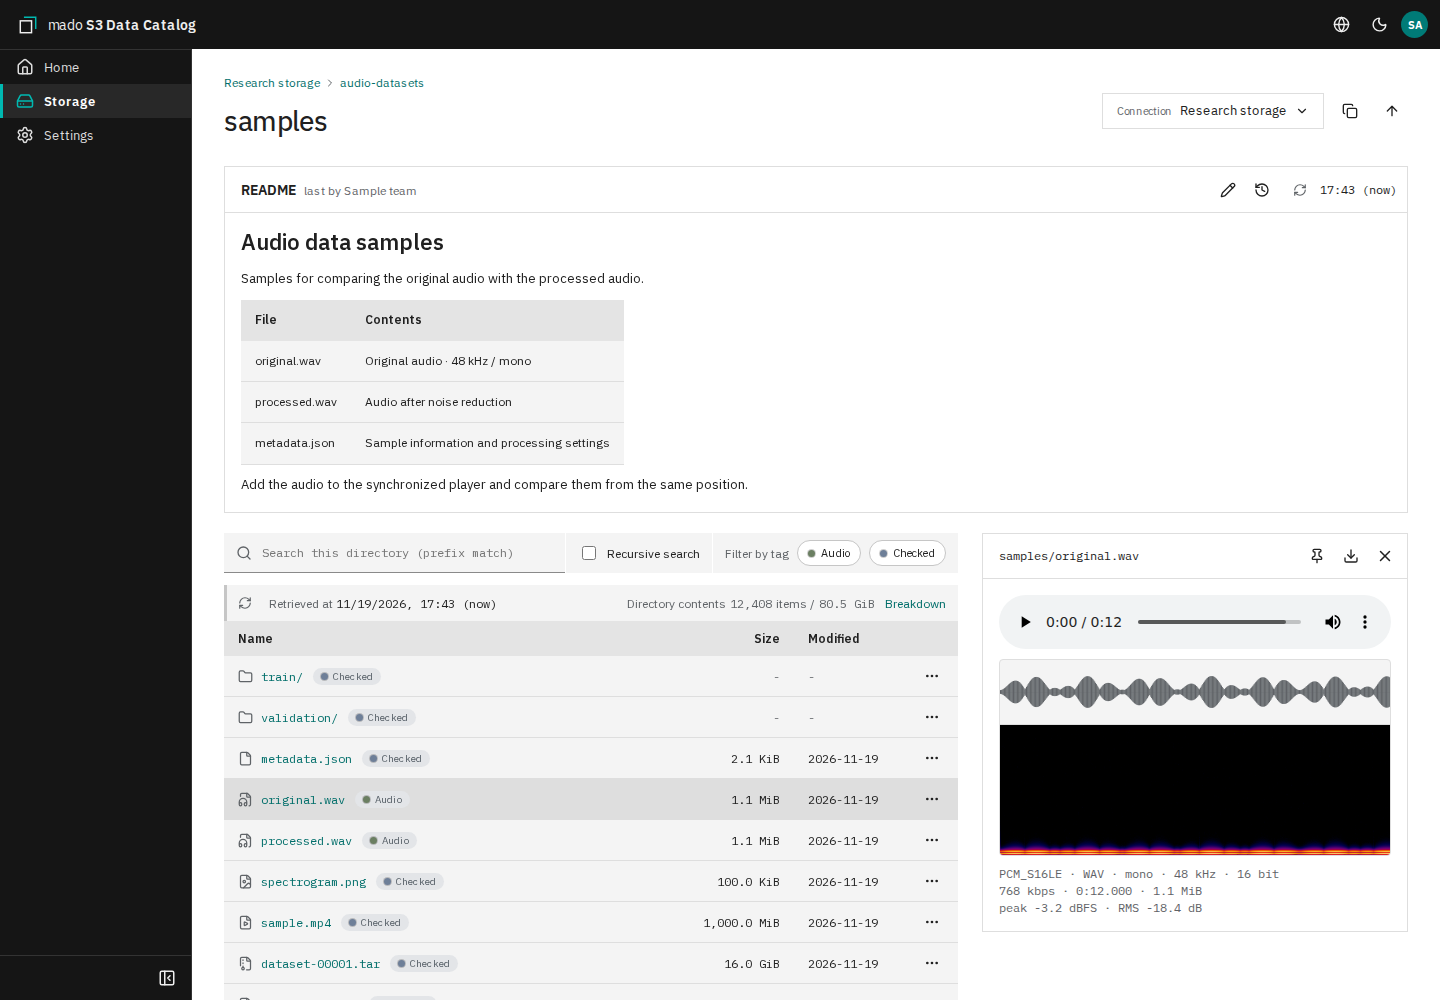 mado S3 Data Catalog
SA
Home
Storage
Settings
Research storage > audio-datasets
samples
Connection Research storage
README last by Sample team
17:43 (now)
Audio data samples
Samples for comparing the original audio with the processed audio.
File Contents
original.wav Original audio · 48 kHz / mono
processed.wav Audio after noise reduction
metadata.json Sample information and processing settings
Add the audio to the synchronized player and compare them from the same position.
Search this directory (prefix match)
Recursive search
Filter by tag Audio Checked
Retrieved at 11/19/2026, 17:43 (now)
Directory contents 12,408 items / 80.5 GiB Breakdown
Name Size Modified
train/ Checked - -
validation/ Checked - -
metadata.json Checked 2.1 KiB 2026-11-19
original.wav Audio 1.1 MiB 2026-11-19
processed.wav Audio 1.1 MiB 2026-11-19
spectrogram.png Checked 100.0 KiB 2026-11-19
sample.mp4 Checked 1,000.0 MiB 2026-11-19
dataset-00001.tar Checked 16.0 GiB 2026-11-19
samples/original.wav
0:00 / 0:12
PCM_S16LE · WAV · mono · 48 kHz · 16 bit
768 kbps · 0:12.000 · 1.1 MiB
peak -3.2 dBFS · RMS -18.4 dB